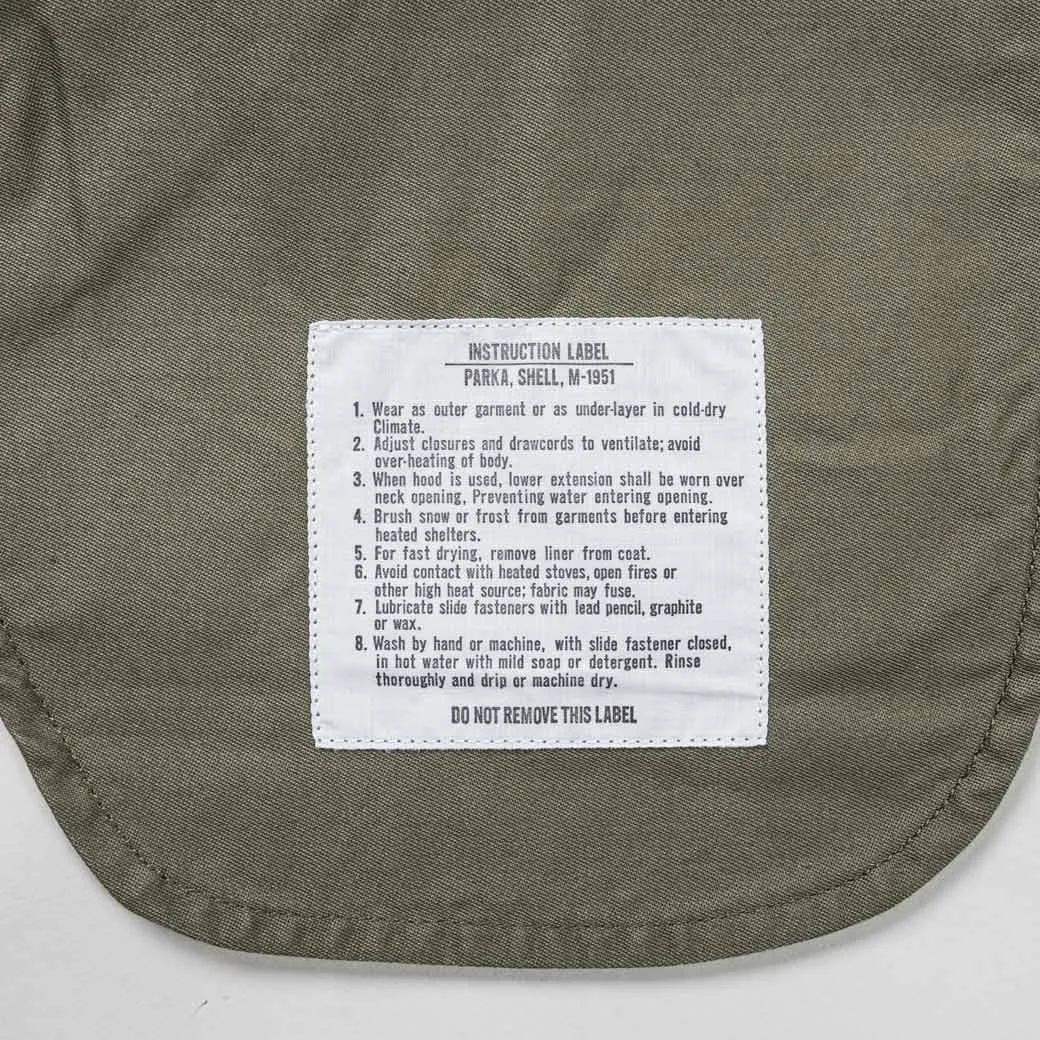 INSTRUCTION LABEL
PARKA, SHELL, M-1951
1. Wear as outer garment or as under-layer in cold-dry
Climate.
2. Adjust closures and drawcords to ventilate; avoid
over-heating of body.
3. When hood is used, lower extension shall be worn over
neck opening, Preventing water entering opening.
4. Brush snow or frost from garments before entering
heated shelters.
5. For fast drying, remove liner from coat.
6. Avoid contact with heated stoves, open fires or
other high heat source; fabric may fuse.
7. Lubricate slide fasteners with lead pencil, graphite
or wax.
8. Wash by hand or machine, with slide fastener closed,
in hot water with mild soap or detergent. Rinse
thoroughly and drip or machine dry.
DO NOT REMOVE THIS LABEL